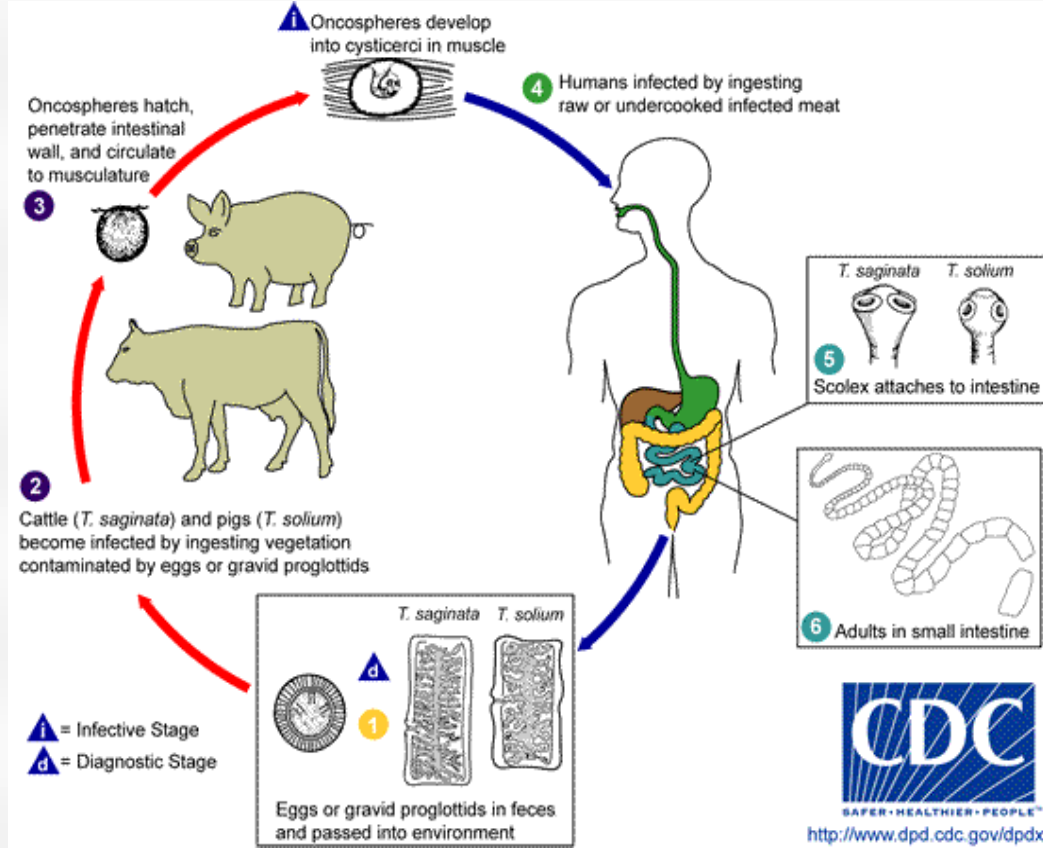 i Oncospheres develop
into cysticerci in muscle
4 Humans infected by ingesting
raw or undercooked infected meat
Oncospheres hatch,
penetrate intestinal
wall, and circulate
to musculature
3
T. saginata T. solium
5
Scolex attaches to intestine
2
Cattle (T. saginata) and pigs (T. solium)
become infected by ingesting vegetation
contaminated by eggs or gravid proglottids
6 Adults in small intestine
T. saginata T. solium
d
1
Eggs or gravid proglottids in feces
and passed into environment
i = Infective Stage
d = Diagnostic Stage
CDC
SAFER • HEALTHIER • PEOPLE™
http://www.dpd.cdc.gov/dpdx